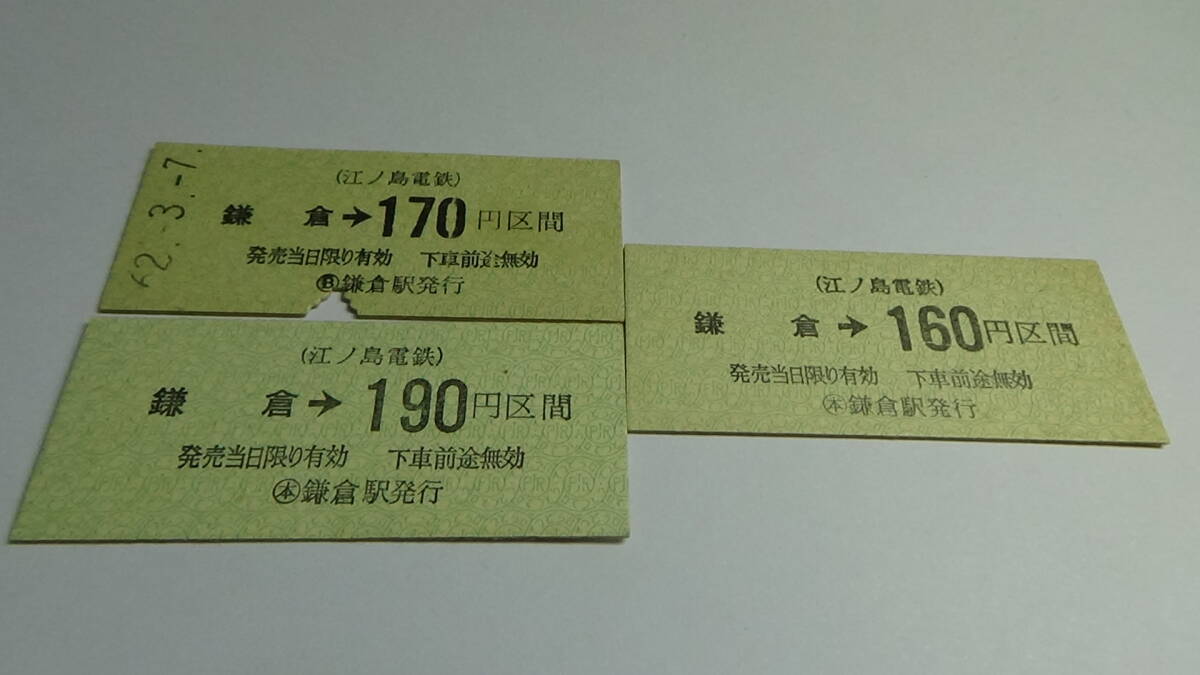 62.-3.-7.
(江ノ島電鉄)
鎌 倉→170円区間
発売当日限り有効 下車前途無効
Ⓑ鎌倉駅発行
(江ノ島電鉄)
鎌 倉→190円区間
発売当日限り有効 下車前途無効
㊍鎌倉駅発行
(江ノ島電鉄)
鎌 倉→160円区間
発売当日限り有効 下車前途無効
㊍鎌倉駅発行